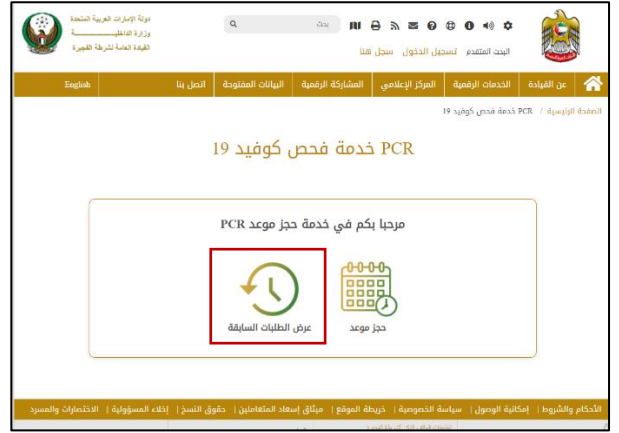 دولة الإمارات العربية المتحدة
وزارة الداخليـــــــــــة
القيادة العامة لشرطة الفجيرة
بحث
البحث المتقدم تسجيل الدخول سجل هنا
عن القيادة
الخدمات الرقمية
المركز الإعلامي
المشاركة الرقمية
البيانات المفتوحة
اتصل بنا
English
الصفحة الرئيسية / PCR خدمة فحص كوفيد 19
PCR خدمة فحص كوفيد 19
مرحبا بكم في خدمة حجز موعد PCR
حجز موعد
عرض الطلبات السابقة
الأحكام والشروط | إمكانية الوصول | سياسة الخصوصية | خريطة الموقع | ميثاق إسعاد المتعاملين | حقوق النسخ | إخلاء المسؤولية | الاختصارات والمسرد